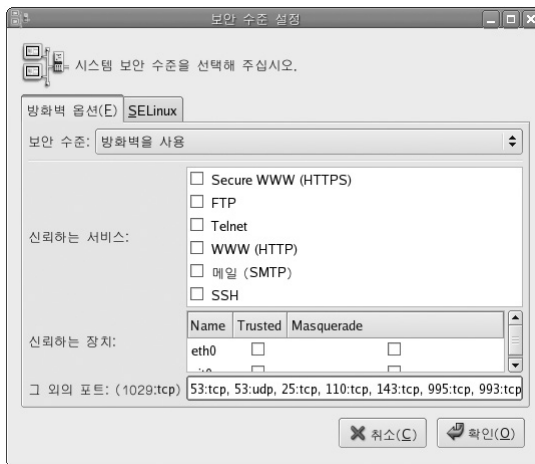 보안 수준 설정
시스템 보안 수준을 선택해 주십시오.
방화벽 옵션(F) SELinux
보안 수준: 방화벽을 사용
신뢰하는 서비스:
Secure WWW (HTTPS)
FTP
Telnet
WWW (HTTP)
메일 (SMTP)
SSH
신뢰하는 장치:
Name Trusted Masquerade
eth0
그 외의 포트: (1029:tcp) 53:tcp, 53:udp, 25:tcp, 110:tcp, 143:tcp, 995:tcp, 993:tcp
취소(C) 확인(O)